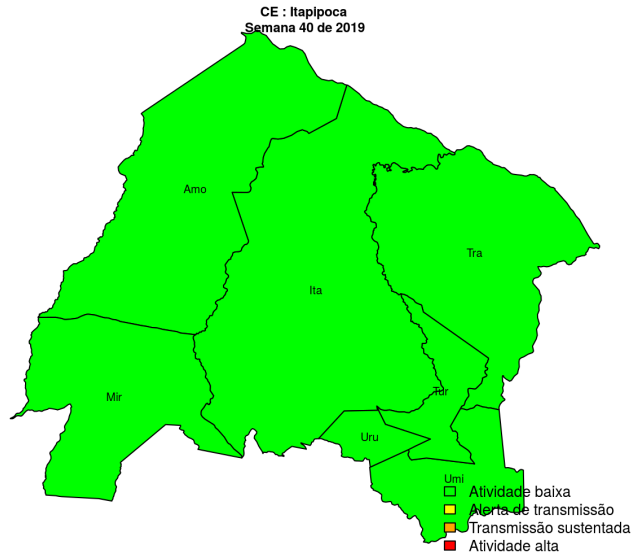 CE : Itapipoca
Semana 40 de 2019
Amo
Tra
Ita
Tur
Mir
Uru
Umi
Atividade baixa
Alerta de transmissão
Transmissão sustentada
Atividade alta